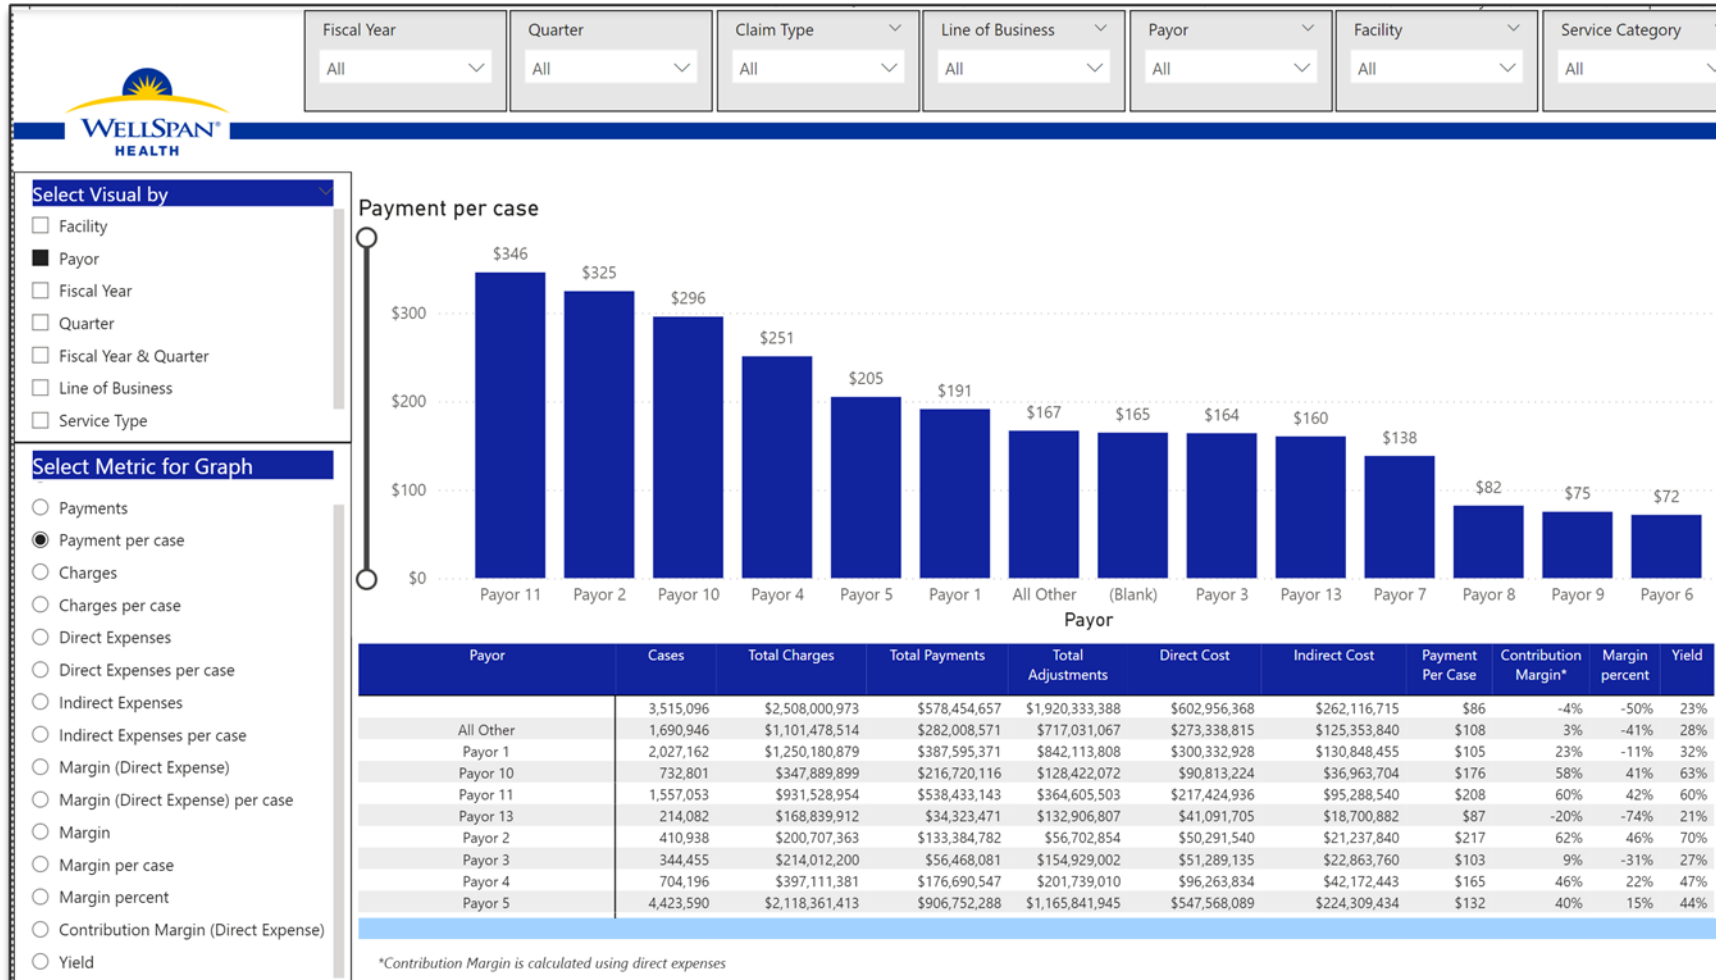 Fiscal Year
All
Quarter
All
Claim Type
All
Line of Business
All
Payor
All
Facility
All
Service Category
All
WELLSPAN®
HEALTH
Select Visual by
Facility
Payor
Fiscal Year
Quarter
Fiscal Year & Quarter
Line of Business
Service Type
Select Metric for Graph
Payments
Payment per case
Charges
Charges per case
Direct Expenses
Direct Expenses per case
Indirect Expenses
Indirect Expenses per case
Margin (Direct Expense)
Margin (Direct Expense) per case
Margin
Margin per case
Margin percent
Contribution Margin (Direct Expense)
Yield
Payment per case
$346 $325 $296 $251 $205 $191 $167 $165 $164 $160 $138 $82 $75 $72
$300
$200
$100
$0
Payor 11 Payor 2 Payor 10 Payor 4 Payor 5 Payor 1 All Other (Blank) Payor 3 Payor 13 Payor 7 Payor 8 Payor 9 Payor 6
Payor
Payor Cases Total Charges Total Payments Total Adjustments Direct Cost Indirect Cost Payment Per Case Contribution Margin* Margin percent Yield
3,515,096 $2,508,000,973 $578,454,657 $1,920,333,388 $602,956,368 $262,116,715 $86 -4% -50% 23%
All Other 1,690,946 $1,101,478,514 $282,008,571 $717,031,067 $273,338,815 $125,353,840 $108 3% -41% 28%
Payor 1 2,027,162 $1,250,180,879 $387,595,371 $842,113,808 $300,332,928 $130,848,455 $105 23% -11% 32%
Payor 10 732,801 $347,889,899 $216,720,116 $128,422,072 $90,813,224 $36,963,704 $176 58% 41% 63%
Payor 11 1,557,053 $931,528,954 $538,433,143 $364,605,503 $217,424,936 $95,288,540 $208 60% 42% 60%
Payor 13 214,082 $168,839,912 $34,323,471 $132,906,807 $41,091,705 $18,700,882 $87 -20% -74% 21%
Payor 2 410,938 $200,707,363 $133,384,782 $56,702,854 $50,291,540 $21,237,840 $217 62% 46% 70%
Payor 3 344,455 $214,012,200 $56,468,081 $154,929,002 $51,289,135 $22,863,760 $103 9% -31% 27%
Payor 4 704,196 $397,111,381 $176,690,547 $201,739,010 $96,263,834 $42,172,443 $165 46% 22% 47%
Payor 5 4,423,590 $2,118,361,413 $906,752,288 $1,165,841,945 $547,568,089 $224,309,434 $132 40% 15% 44%
*Contribution Margin is calculated using direct expenses